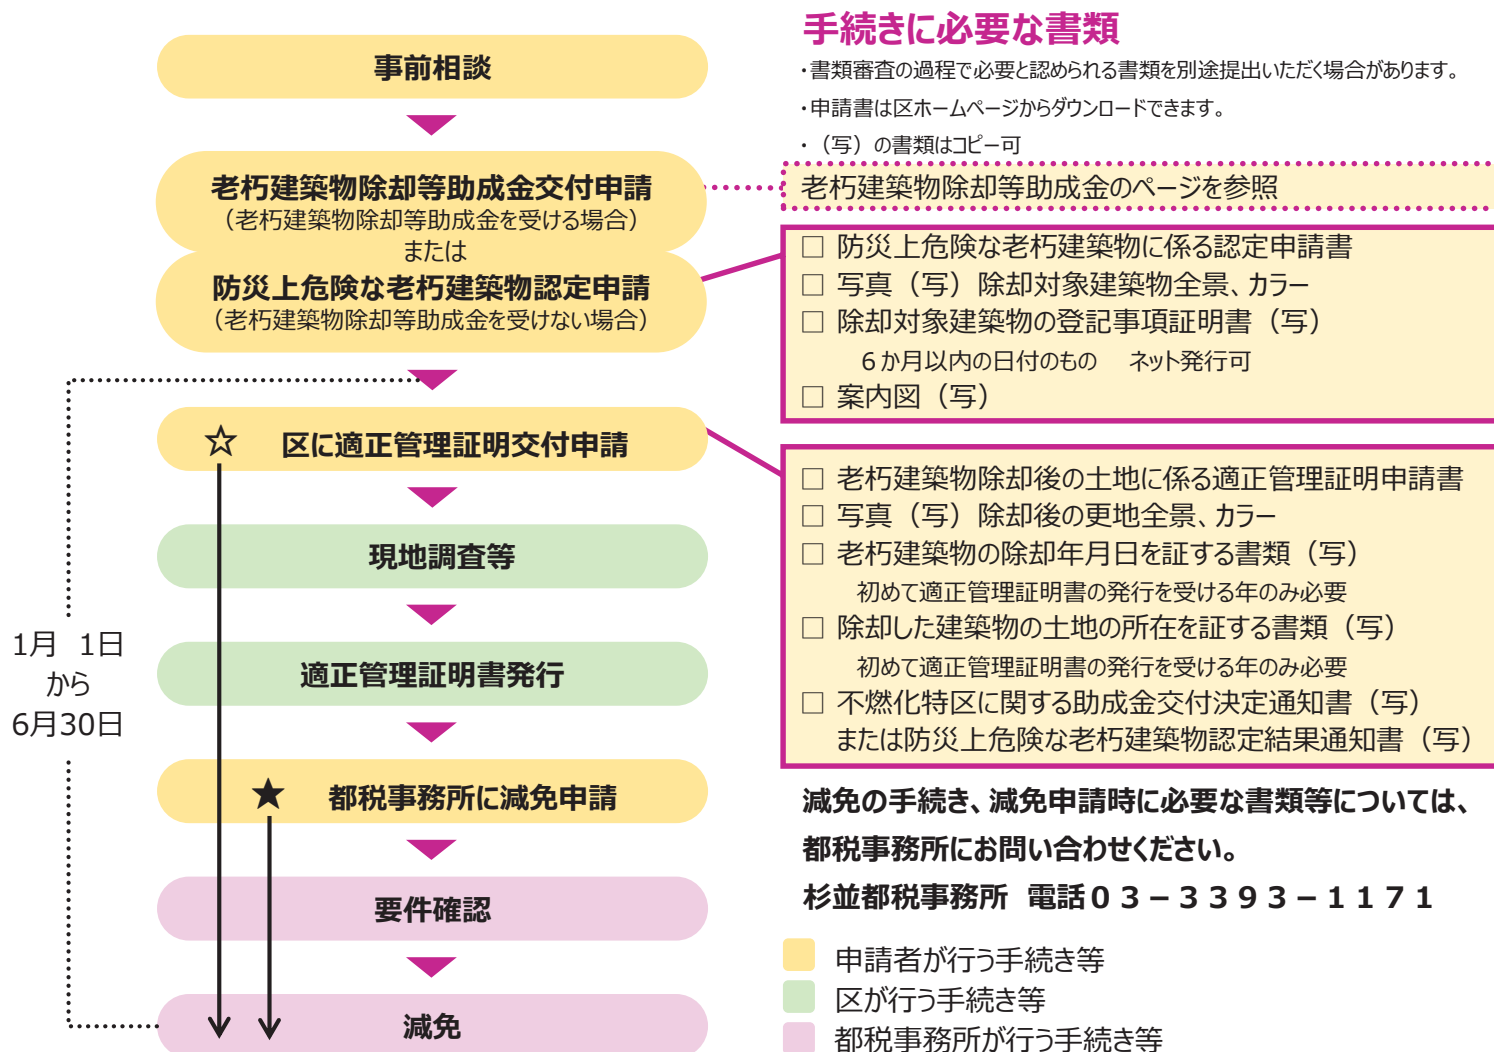 事前相談
老朽建築物除却等助成金交付申請
（老朽建築物除却等助成金を受ける場合）
または
防災上危険な老朽建築物認定申請
（老朽建築物除却等助成金を受けない場合）
☆ 区に適正管理証明交付申請
現地調査等
適正管理証明書発行
★ 都税事務所に減免申請
要件確認
減免
1月 1日
から
6月30日
手続きに必要な書類
・書類審査の過程で必要と認められる書類を別途提出いただく場合があります。
・申請書は区ホームページからダウンロードできます。
・（写）の書類はコピー可
老朽建築物除却等助成金のページを参照
□ 防災上危険な老朽建築物に係る認定申請書
□ 写真（写）除却対象建築物全景、カラー
□ 除却対象建築物の登記事項証明書（写）
６か月以内の日付のもの　ネット発行可
□ 案内図（写）
□ 老朽建築物除却後の土地に係る適正管理証明申請書
□ 写真（写）除却後の更地全景、カラー
□ 老朽建築物の除却年月日を証する書類（写）
初めて適正管理証明書の発行を受ける年のみ必要
□ 除却した建築物の土地の所在を証する書類（写）
初めて適正管理証明書の発行を受ける年のみ必要
□ 不燃化特区に関する助成金交付決定通知書（写）
または防災上危険な老朽建築物認定結果通知書（写）
減免の手続き、減免申請時に必要な書類等については、
都税事務所にお問い合わせください。
杉並都税事務所 電話０３－３３９３－１１７１
申請者が行う手続き等
区が行う手続き等
都税事務所が行う手続き等